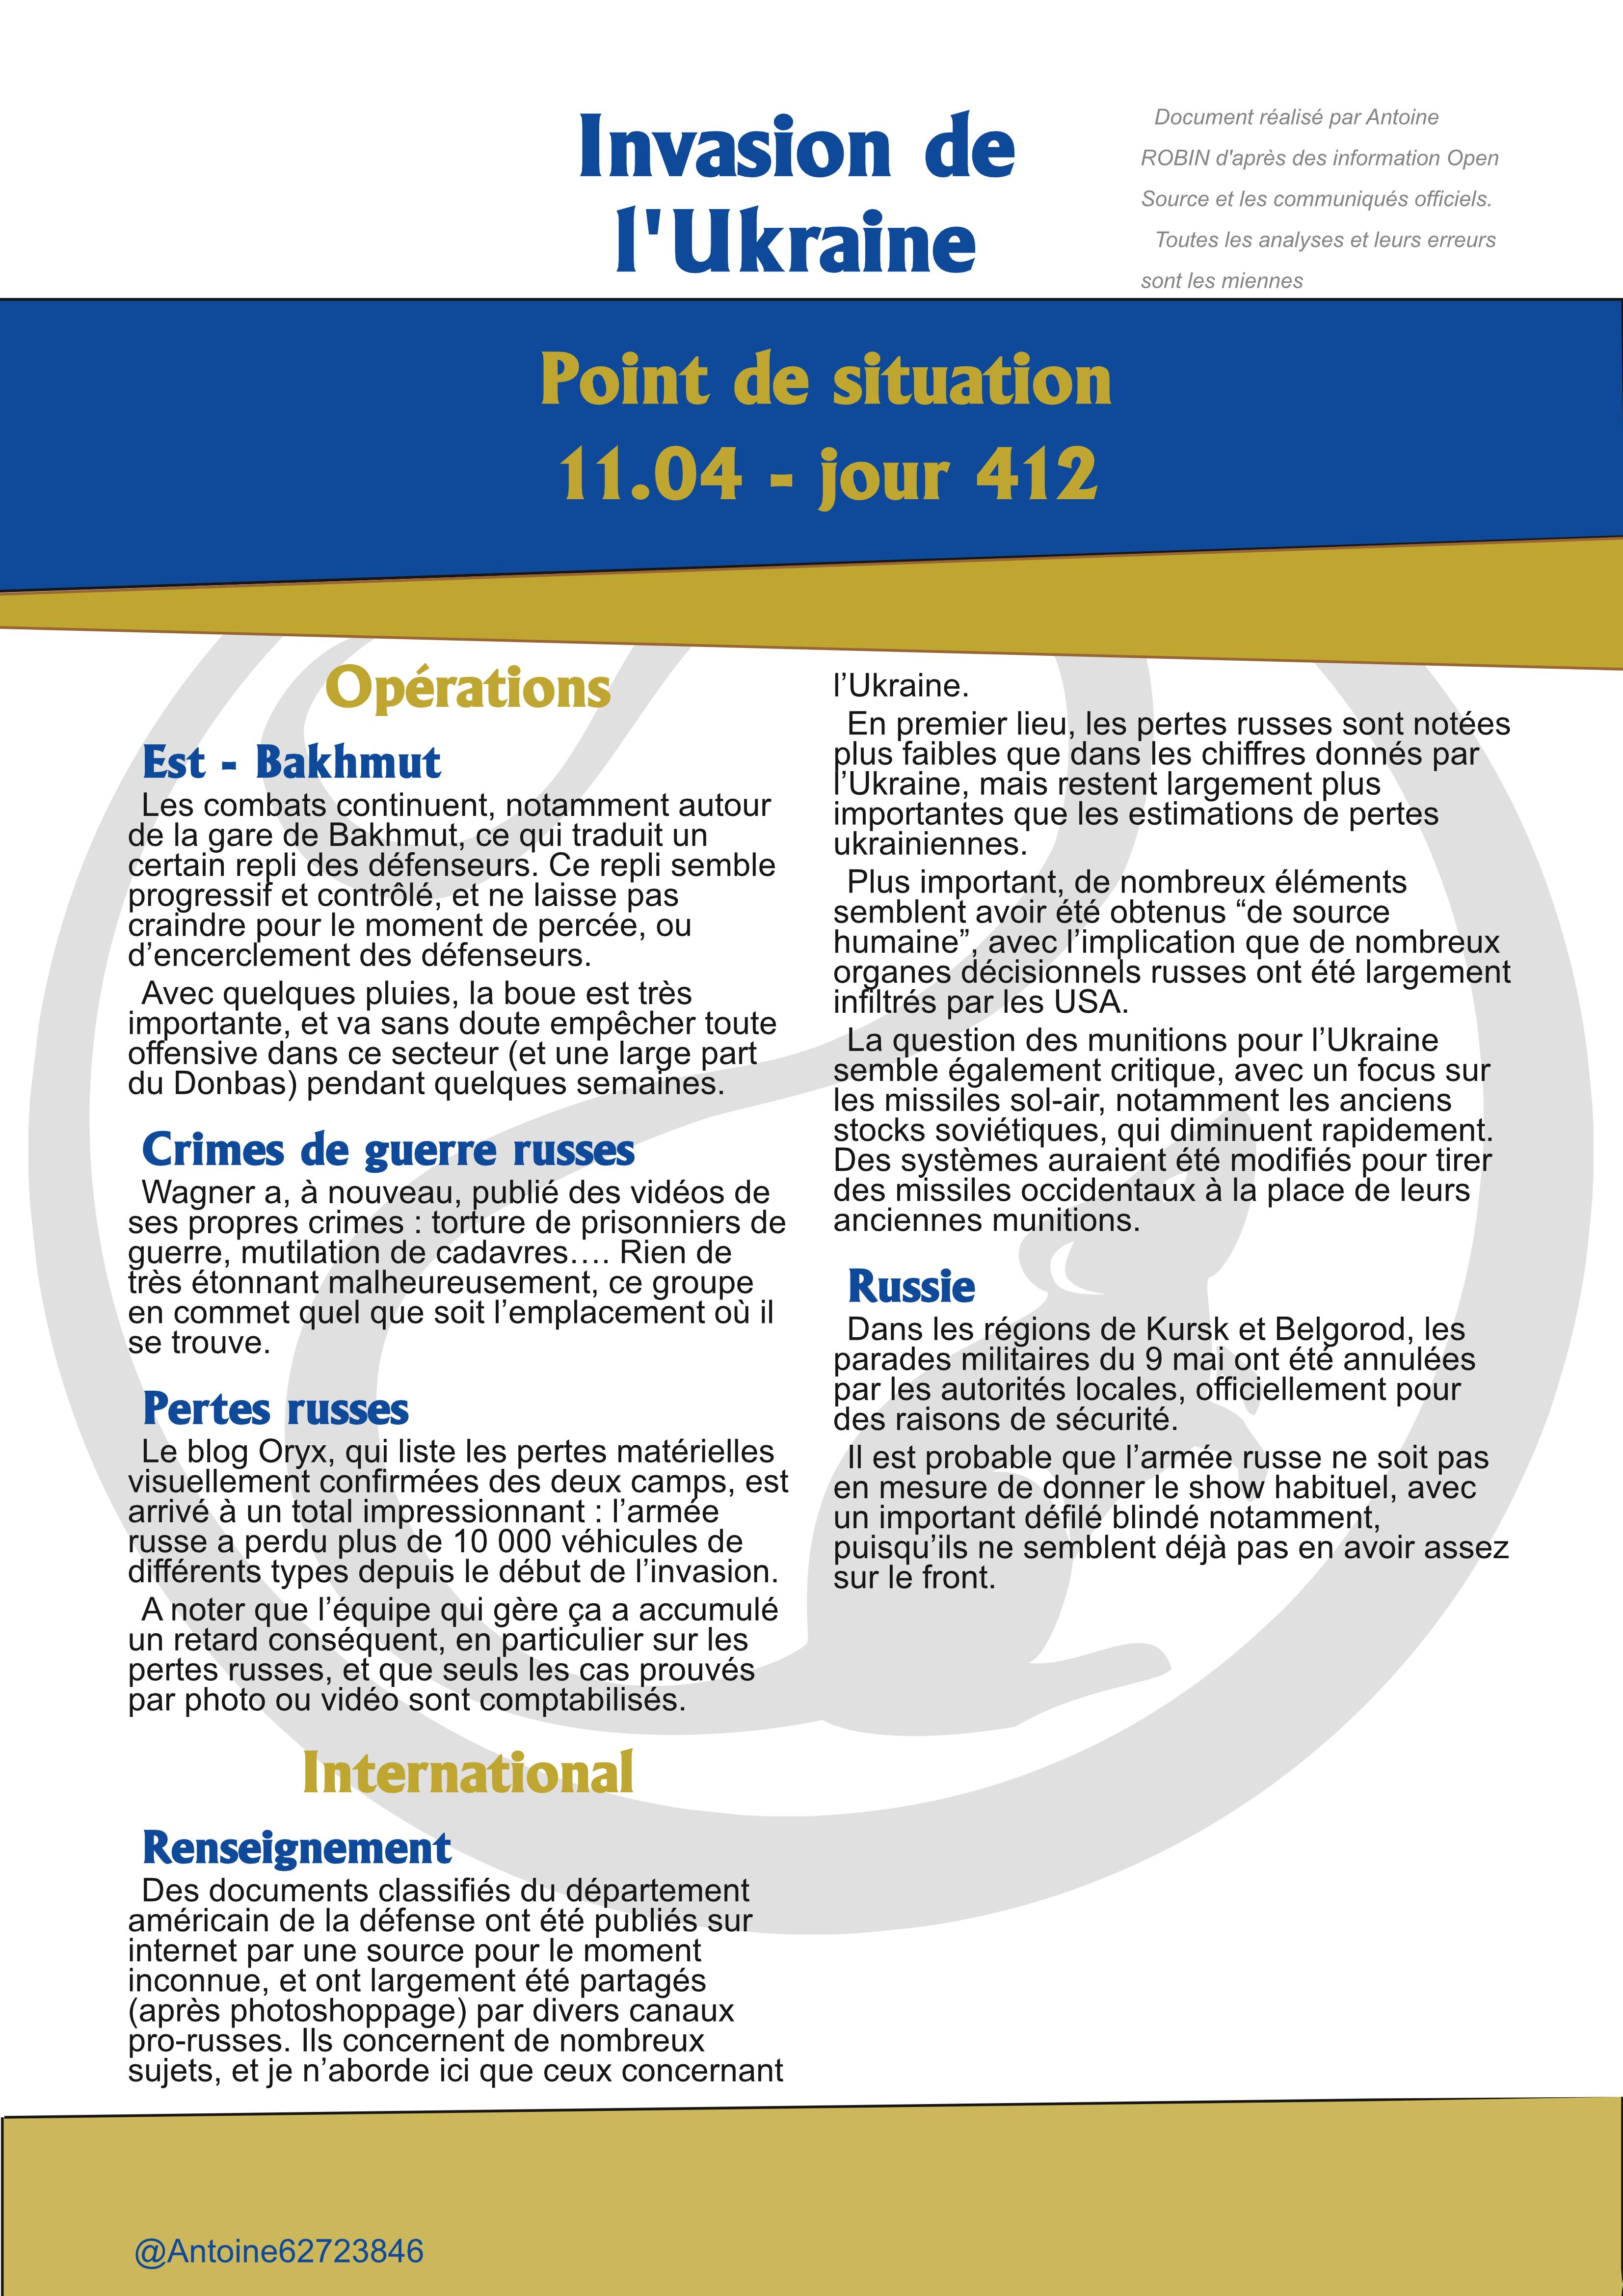 Invasion de
l'Ukraine
Document réalisé par Antoine
ROBIN d'après des information Open
Source et les communiqués officiels.
Toutes les analyses et leurs erreurs
sont les miennes
Point de situation
11.04 - jour 412
Opérations
Est - Bakhmut
Les combats continuent, notamment autour
de la gare de Bakhmut, ce qui traduit un
certain repli des défenseurs. Ce repli semble
progressif et contrôlé, et ne laisse pas
craindre pour le moment de percée, ou
d’encerclement des défenseurs.
Avec quelques pluies, la boue est très
importante, et va sans doute empêcher toute
offensive dans ce secteur (et une large part
du Donbas) pendant quelques semaines.
Crimes de guerre russes
Wagner a, à nouveau, publié des vidéos de
ses propres crimes : torture de prisonniers de
guerre, mutilation de cadavres…. Rien de
très étonnant malheureusement, ce groupe
en commet quel que soit l’emplacement où il
se trouve.
Pertes russes
Le blog Oryx, qui liste les pertes matérielles
visuellement confirmées des deux camps, est
arrivé à un total impressionnant : l’armée
russe a perdu plus de 10 000 véhicules de
différents types depuis le début de l’invasion.
A noter que l’équipe qui gère ça a accumulé
un retard conséquent, en particulier sur les
pertes russes, et que seuls les cas prouvés
par photo ou vidéo sont comptabilisés.
International
Renseignement
Des documents classifiés du département
américain de la défense ont été publiés sur
internet par une source pour le moment
inconnue, et ont largement été partagés
(après photoshoppage) par divers canaux
pro-russes. Ils concernent de nombreux
sujets, et je n’aborde ici que ceux concernant
l’Ukraine.
En premier lieu, les pertes russes sont notées
plus faibles que dans les chiffres donnés par
l’Ukraine, mais restent largement plus
importantes que les estimations de pertes
ukrainiennes.
Plus important, de nombreux éléments
semblent avoir été obtenus “de source
humaine”, avec l’implication que de nombreux
organes décisionnels russes ont été largement
infiltrés par les USA.
La question des munitions pour l’Ukraine
semble également critique, avec un focus sur
les missiles sol-air, notamment les anciens
stocks soviétiques, qui diminuent rapidement.
Des systèmes auraient été modifiés pour tirer
des missiles occidentaux à la place de leurs
anciennes munitions.
Russie
Dans les régions de Kursk et Belgorod, les
parades militaires du 9 mai ont été annulées
par les autorités locales, officiellement pour
des raisons de sécurité.
Il est probable que l’armée russe ne soit pas
en mesure de donner le show habituel, avec
un important défilé blindé notamment,
puisqu’ils ne semblent déjà pas en avoir assez
sur le front.
@Antoine62723846